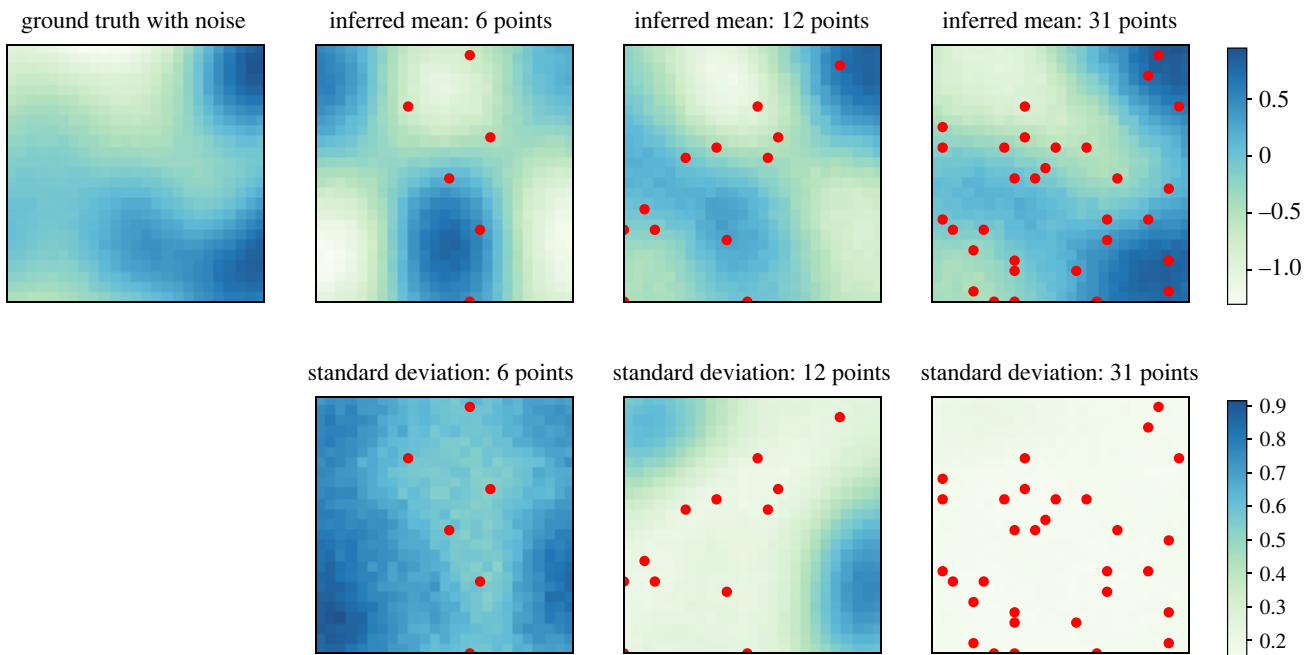 ground truth with noise
inferred mean: 6 points
inferred mean: 12 points
inferred mean: 31 points
0.5
0
–0.5
–1.0
standard deviation: 6 points
standard deviation: 12 points
standard deviation: 31 points
0.9
0.8
0.7
0.6
0.5
0.4
0.3
0.2